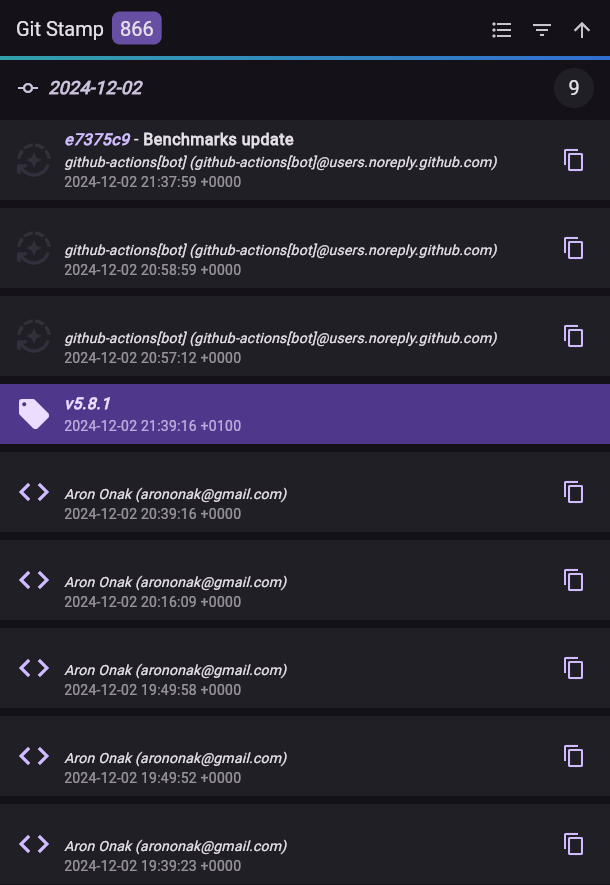 Git Stamp 866
2024-12-02 9
e7375c9 - Benchmarks update
github-actions[bot] (github-actions[bot]@users.noreply.github.com)
2024-12-02 21:37:59 +0000
github-actions[bot] (github-actions[bot]@users.noreply.github.com)
2024-12-02 20:58:59 +0000
github-actions[bot] (github-actions[bot]@users.noreply.github.com)
2024-12-02 20:57:12 +0000
v5.8.1
2024-12-02 21:39:16 +0100
Aron Onak (arononak@gmail.com)
2024-12-02 20:39:16 +0000
Aron Onak (arononak@gmail.com)
2024-12-02 20:16:09 +0000
Aron Onak (arononak@gmail.com)
2024-12-02 19:49:58 +0000
Aron Onak (arononak@gmail.com)
2024-12-02 19:49:52 +0000
Aron Onak (arononak@gmail.com)
2024-12-02 19:39:23 +0000